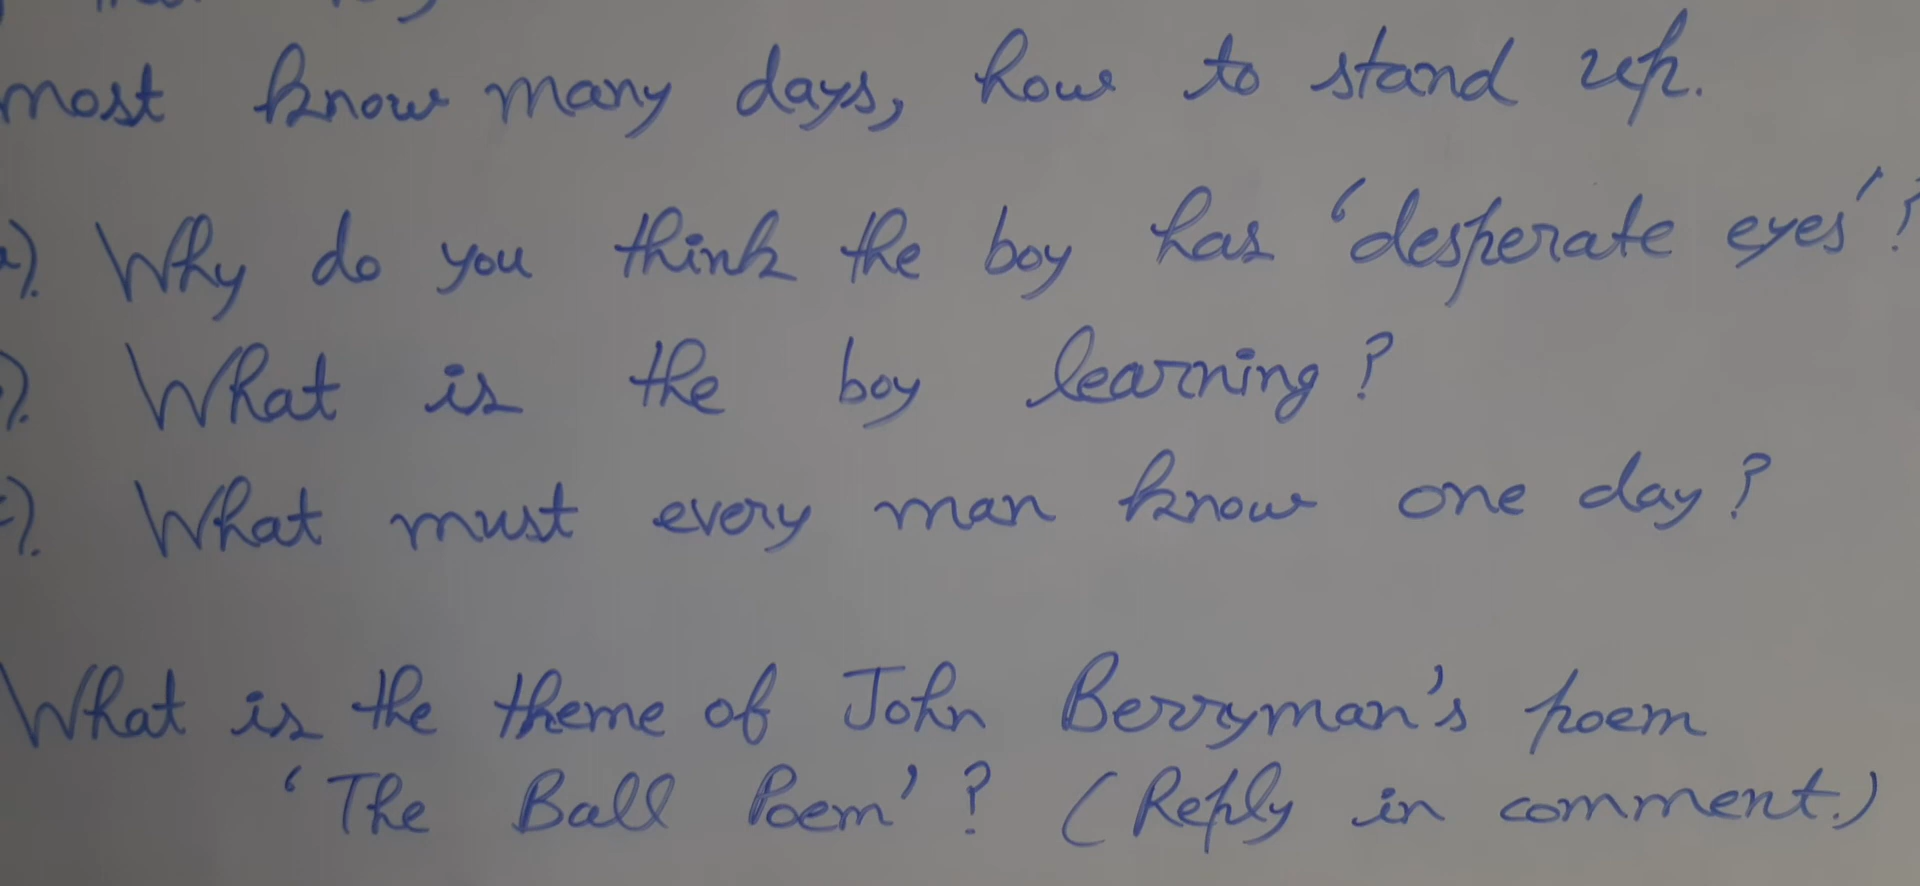 most know many days, how to stand up.
). Why do you think the boy has 'desperate eyes'?
). What is the boy learning?
). What must every man know one day?
What is the theme of John Berryman's poem
'The Ball Poem'? (Reply in comment.)